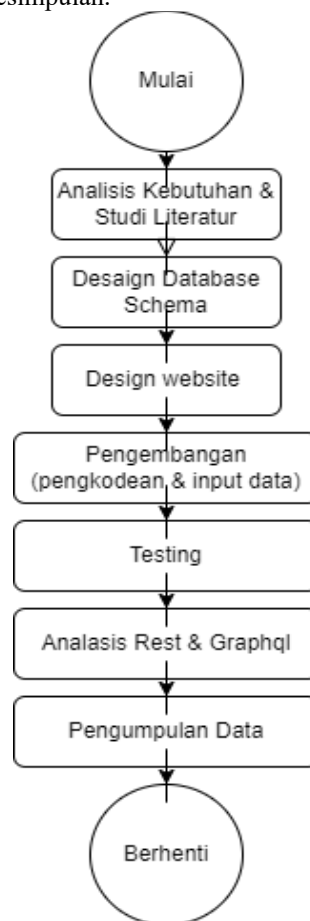 esimpulan.
Mulai
Analisis Kebutuhan &
Studi Literatur
Desaign Database
Schema
Design website
Pengembangan
(pengkodean & input data)
Testing
Analasis Rest & Graphql
Pengumpulan Data
Berhenti